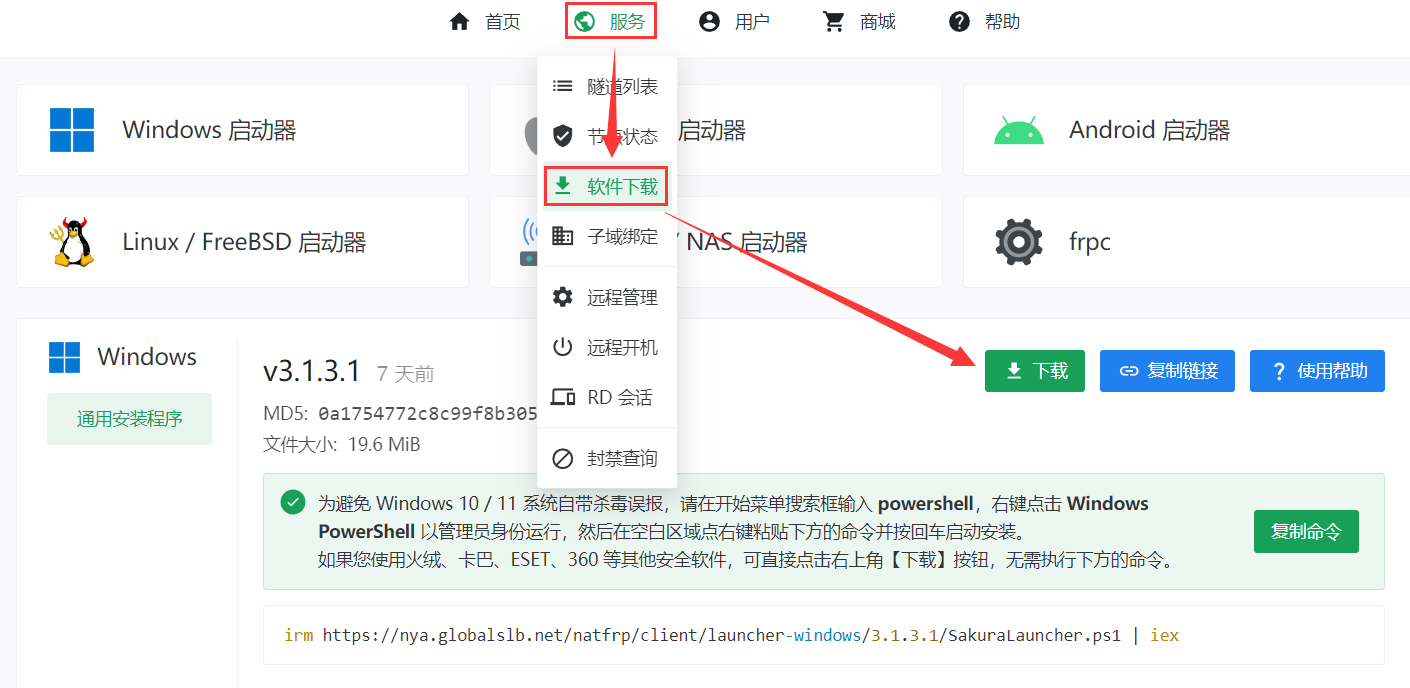 首页
服务
用户
商城
帮助
隧道列表
状态
软件下载
子域绑定
远程管理
远程开机
RD 会话
封禁查询
Windows 启动器
启动器
Android 启动器
Linux / FreeBSD 启动器
/ NAS 启动器
frpc
Windows
通用安装程序
v3.1.3.1 7 天前
下载
复制链接
? 使用帮助
MD5: 0a1754772c8c99f8b305
文件大小: 19.6 MiB
为避免 Windows 10 / 11 系统自带杀毒误报，请在开始菜单搜索框输入 powershell，右键点击 Windows
PowerShell 以管理员身份运行，然后在空白区域点右键粘贴下方的命令并按回车启动安装。
如果您使用火绒、卡巴、ESET、360 等其他安全软件，可直接点击右上角【下载】按钮，无需执行下方的命令。
复制命令
irm https://nya.globalslb.net/natfrp/client/launcher-windows/3.1.3.1/SakuraLauncher.ps1 | iex